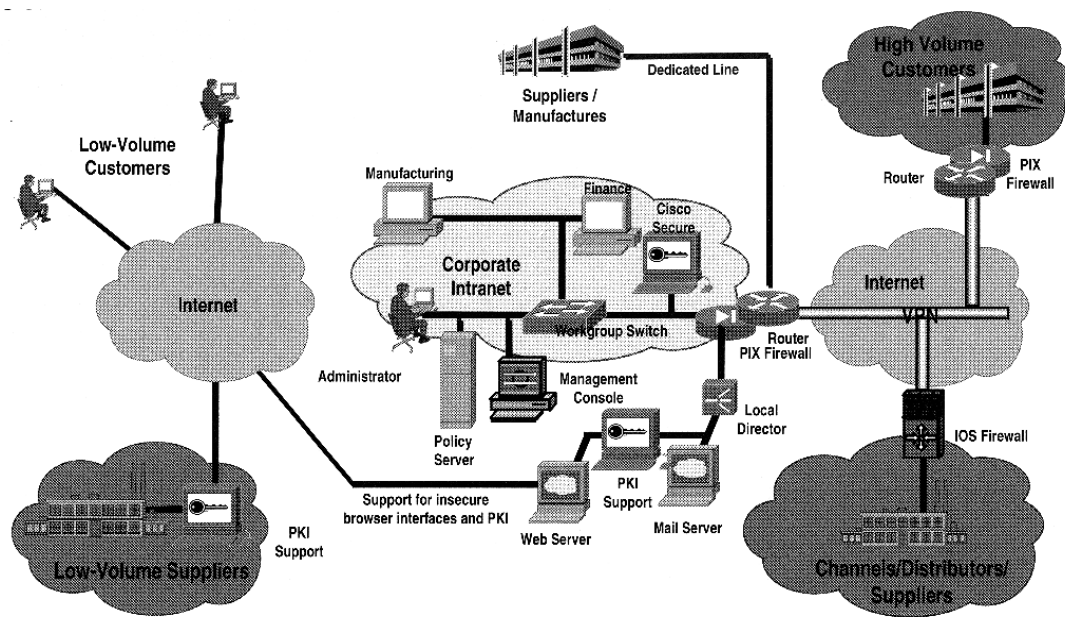 High Volume
Customers
Dedicated Line
Suppliers /
Manufactures
Low-Volume
Customers
PIX
Firewall
Router
Manufacturing
Finance
Cisco
Secure
Corporate
Intranet
Internet
Internet
VPN
Workgroup Switch
Router
PIX Firewall
Administrator
Management
Console
Local
Director
Policy
Server
IOS Firewall
Support for insecure
browser interfaces and PKI
PKI
Support
Web Server
Mail Server
PKI
Support
Low-Volume Suppliers
Channels/Distributors/
Suppliers